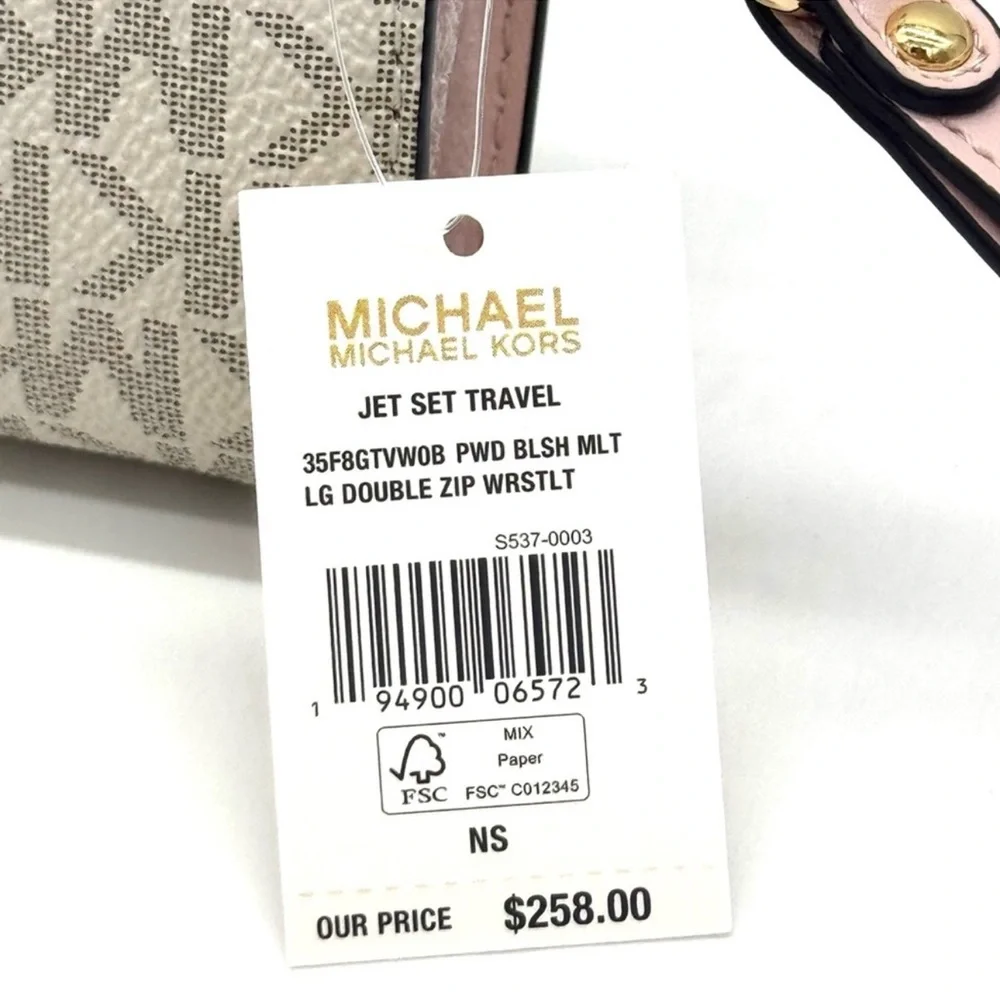 MICHAEL
MICHAEL KORS
JET SET TRAVEL
35F8GTVW0B PWD BLSH MLT
LG DOUBLE ZIP WRSTLT
S537-0003
1 94900 06572 3
FSC™
MIX
Paper
FSC™ C012345
NS
OUR PRICE $258.00